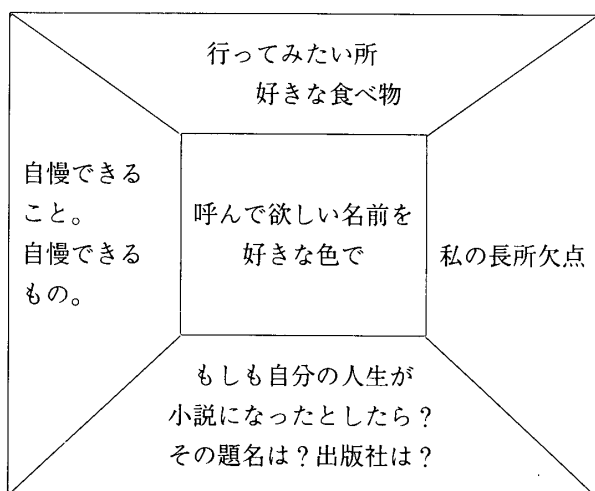 行ってみたい所
好きな食べ物
自慢できる
こと。
自慢できる
もの。
呼んで欲しい名前を
好きな色で
私の長所欠点
もしも自分の人生が
小説になったとしたら?
その題名は?出版社は?